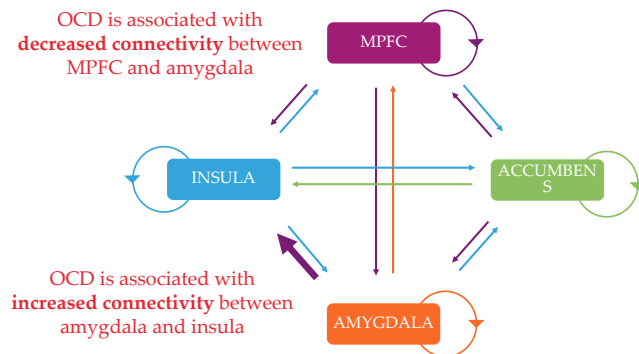 OCD is associated with
decreased connectivity between
MPFC and amygdala
MPFC
INSULA
ACCUMBEN
S
OCD is associated with
increased connectivity between
amygdala and insula
AMYGDALA